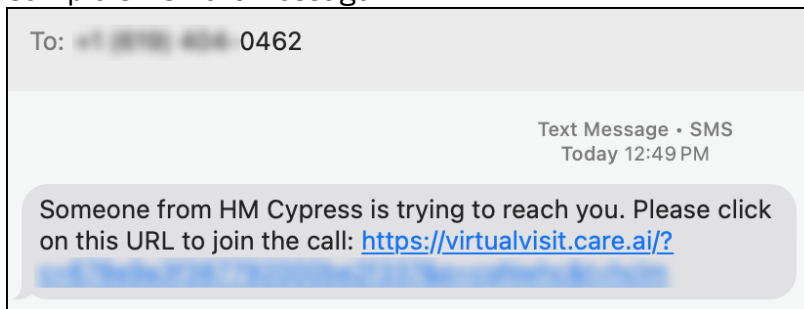 To: 0462
Text Message • SMS
Today 12:49 PM
Someone from HM Cypress is trying to reach you. Please click
on this URL to join the call: https://virtualvisit.care.ai/?